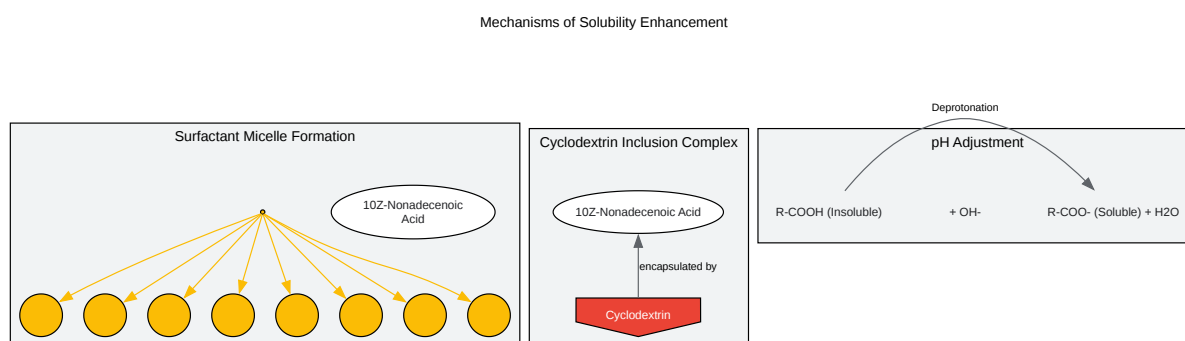 Mechanisms of Solubility Enhancement
Surfactant Micelle Formation
10Z-Nonadecenoic
Acid
Cyclodextrin Inclusion Complex
10Z-Nonadecenoic Acid
encapsulated by
Cyclodextrin
Deprotonation
pH Adjustment
R-COOH (Insoluble)
+ OH-
R-COO- (Soluble) + H2O